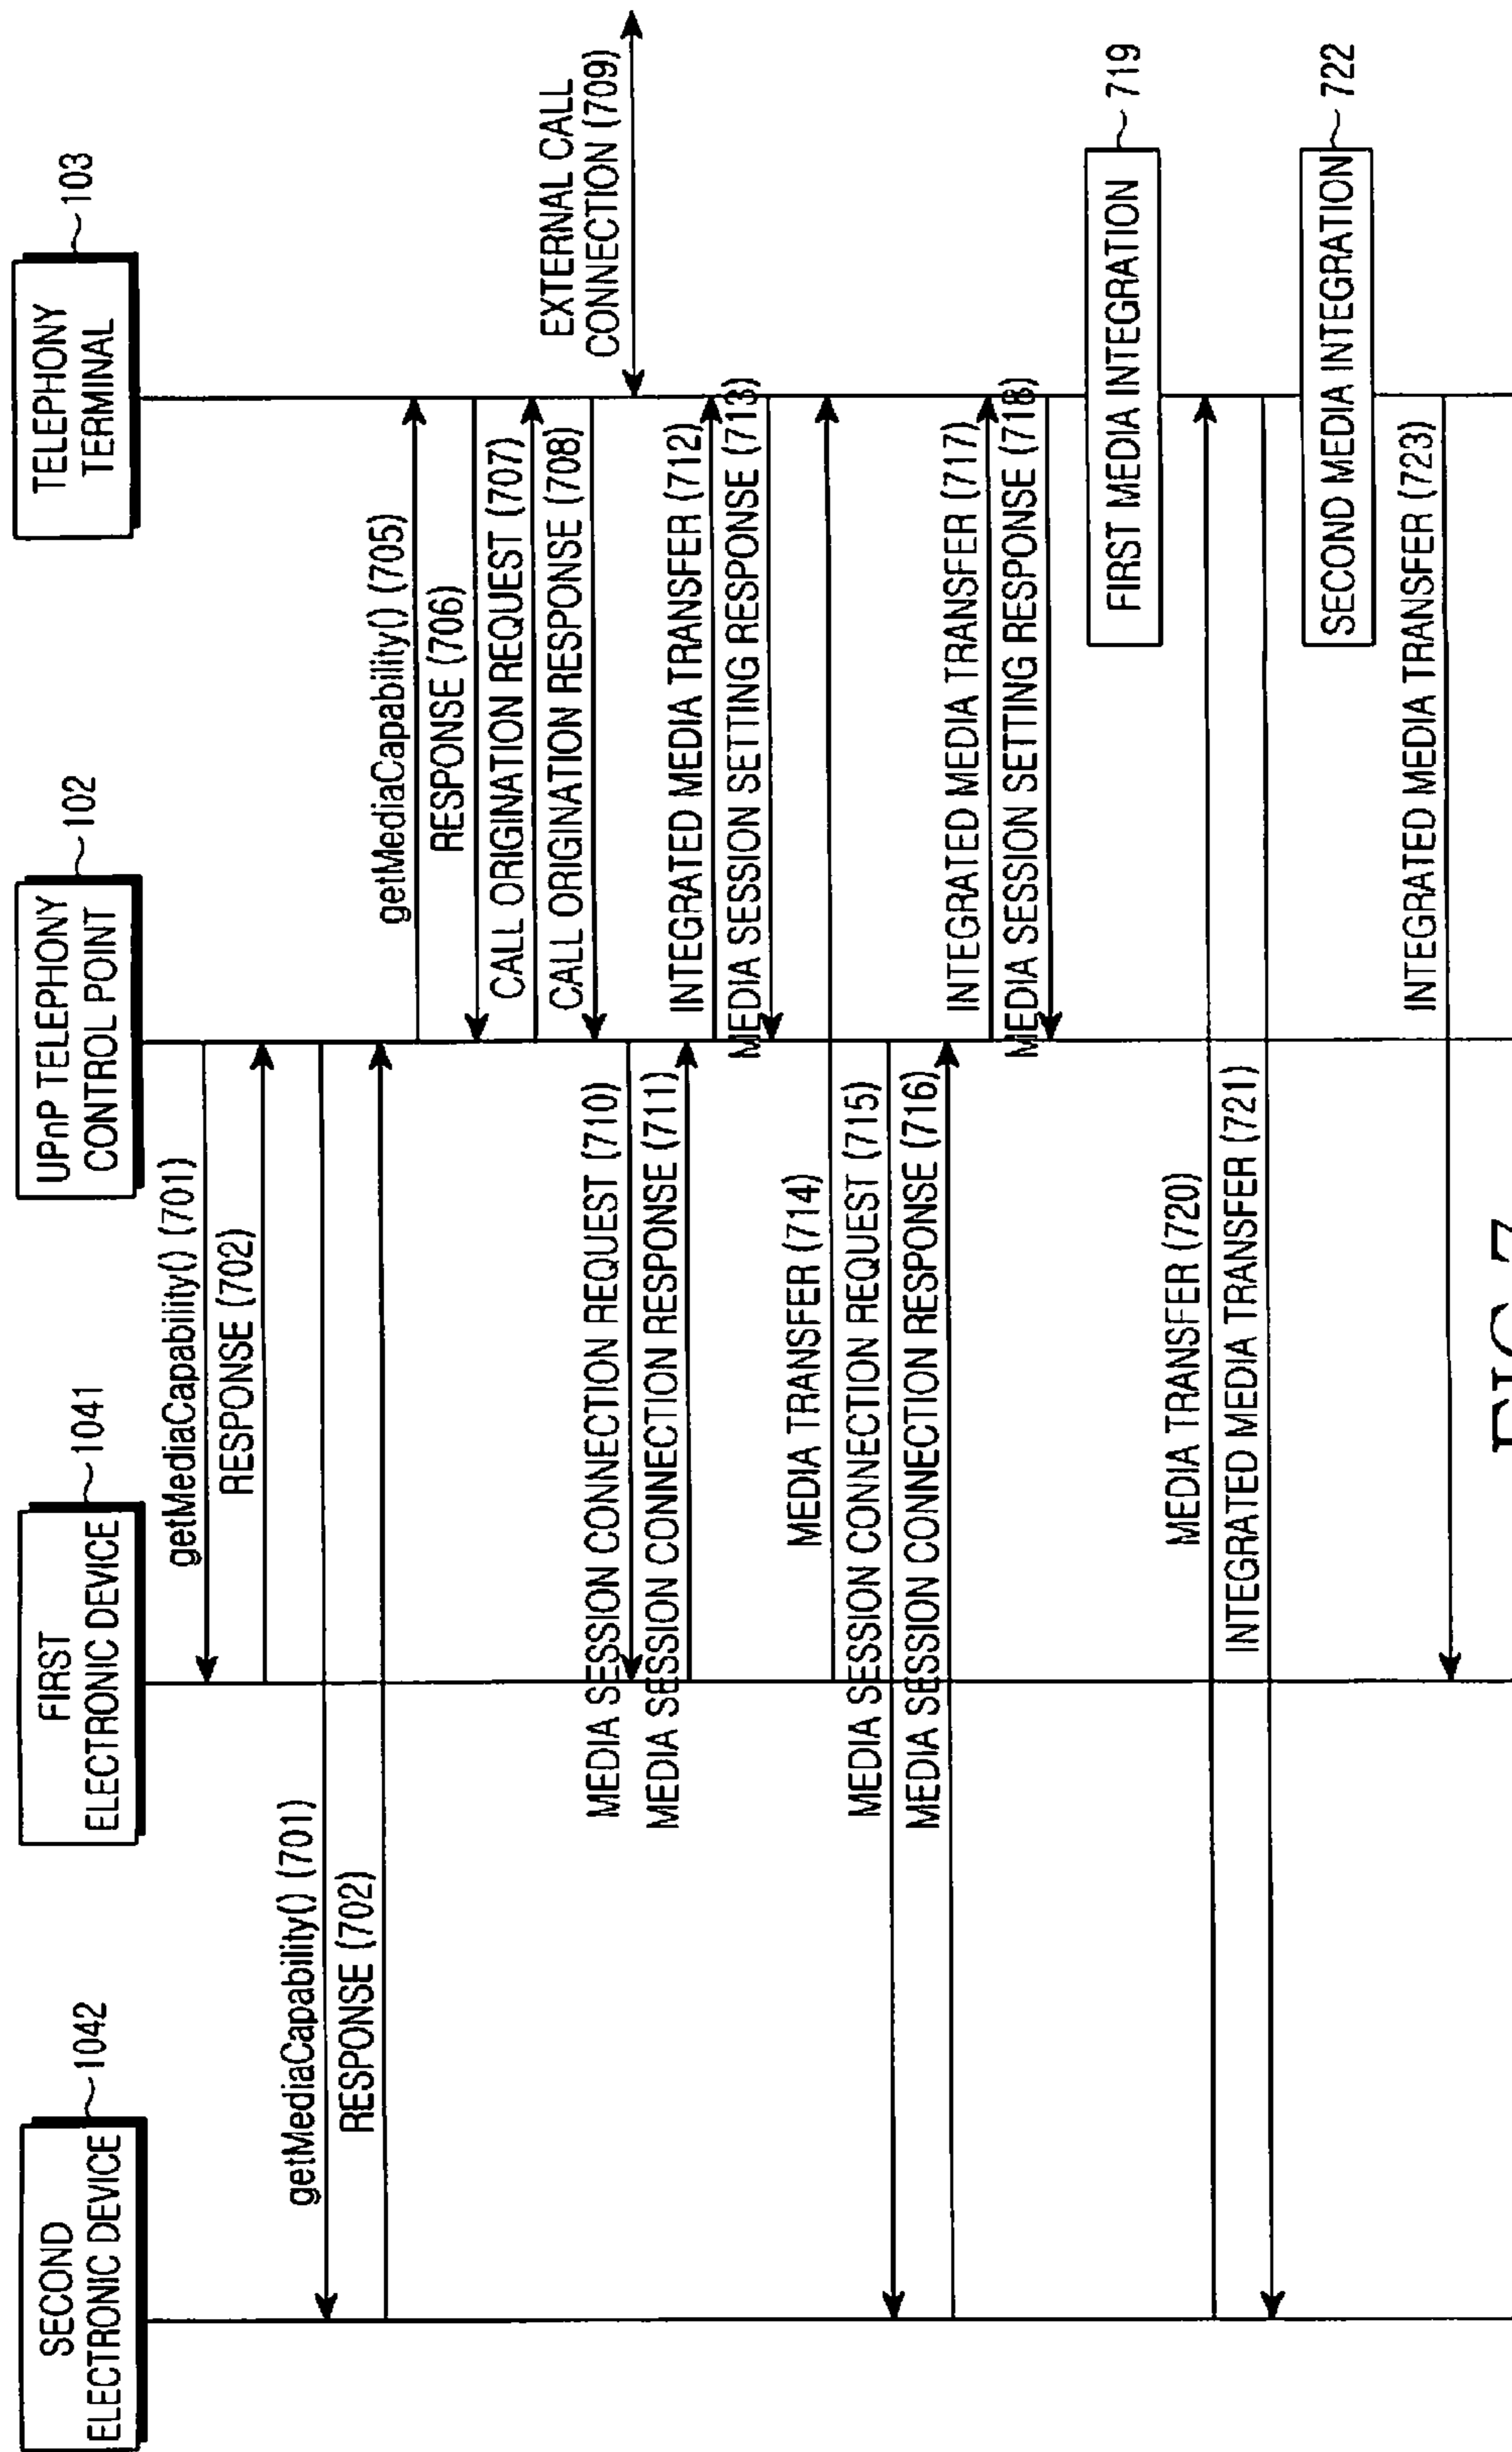 SECOND
ELECTRONIC DEVICE
1042
FIRST
ELECTRONIC DEVICE
1041
UPnP TELEPHONY
CONTROL POINT
102
TELEPHONY
TERMINAL
103
getMediaCapability() (701)
RESPONSE (702)
getMediaCapability() (701)
RESPONSE (702)
getMediaCapability() (705)
RESPONSE (706)
CALL ORIGINATION REQUEST (707)
CALL ORIGINATION RESPONSE (708)
EXTERNAL CALL
CONNECTION (709)
MEDIA SESSION CONNECTION REQUEST (710)
MEDIA SESSION CONNECTION RESPONSE (711)
INTEGRATED MEDIA TRANSFER (712)
MEDIA SESSION SETTING RESPONSE (713)
MEDIA TRANSFER (714)
MEDIA SESSION CONNECTION REQUEST (715)
MEDIA SESSION CONNECTION RESPONSE (716)
INTEGRATED MEDIA TRANSFER (717)
MEDIA SESSION SETTING RESPONSE (718)
FIRST MEDIA INTEGRATION
719
MEDIA TRANSFER (720)
INTEGRATED MEDIA TRANSFER (721)
SECOND MEDIA INTEGRATION
722
INTEGRATED MEDIA TRANSFER (723)
FIG. 7